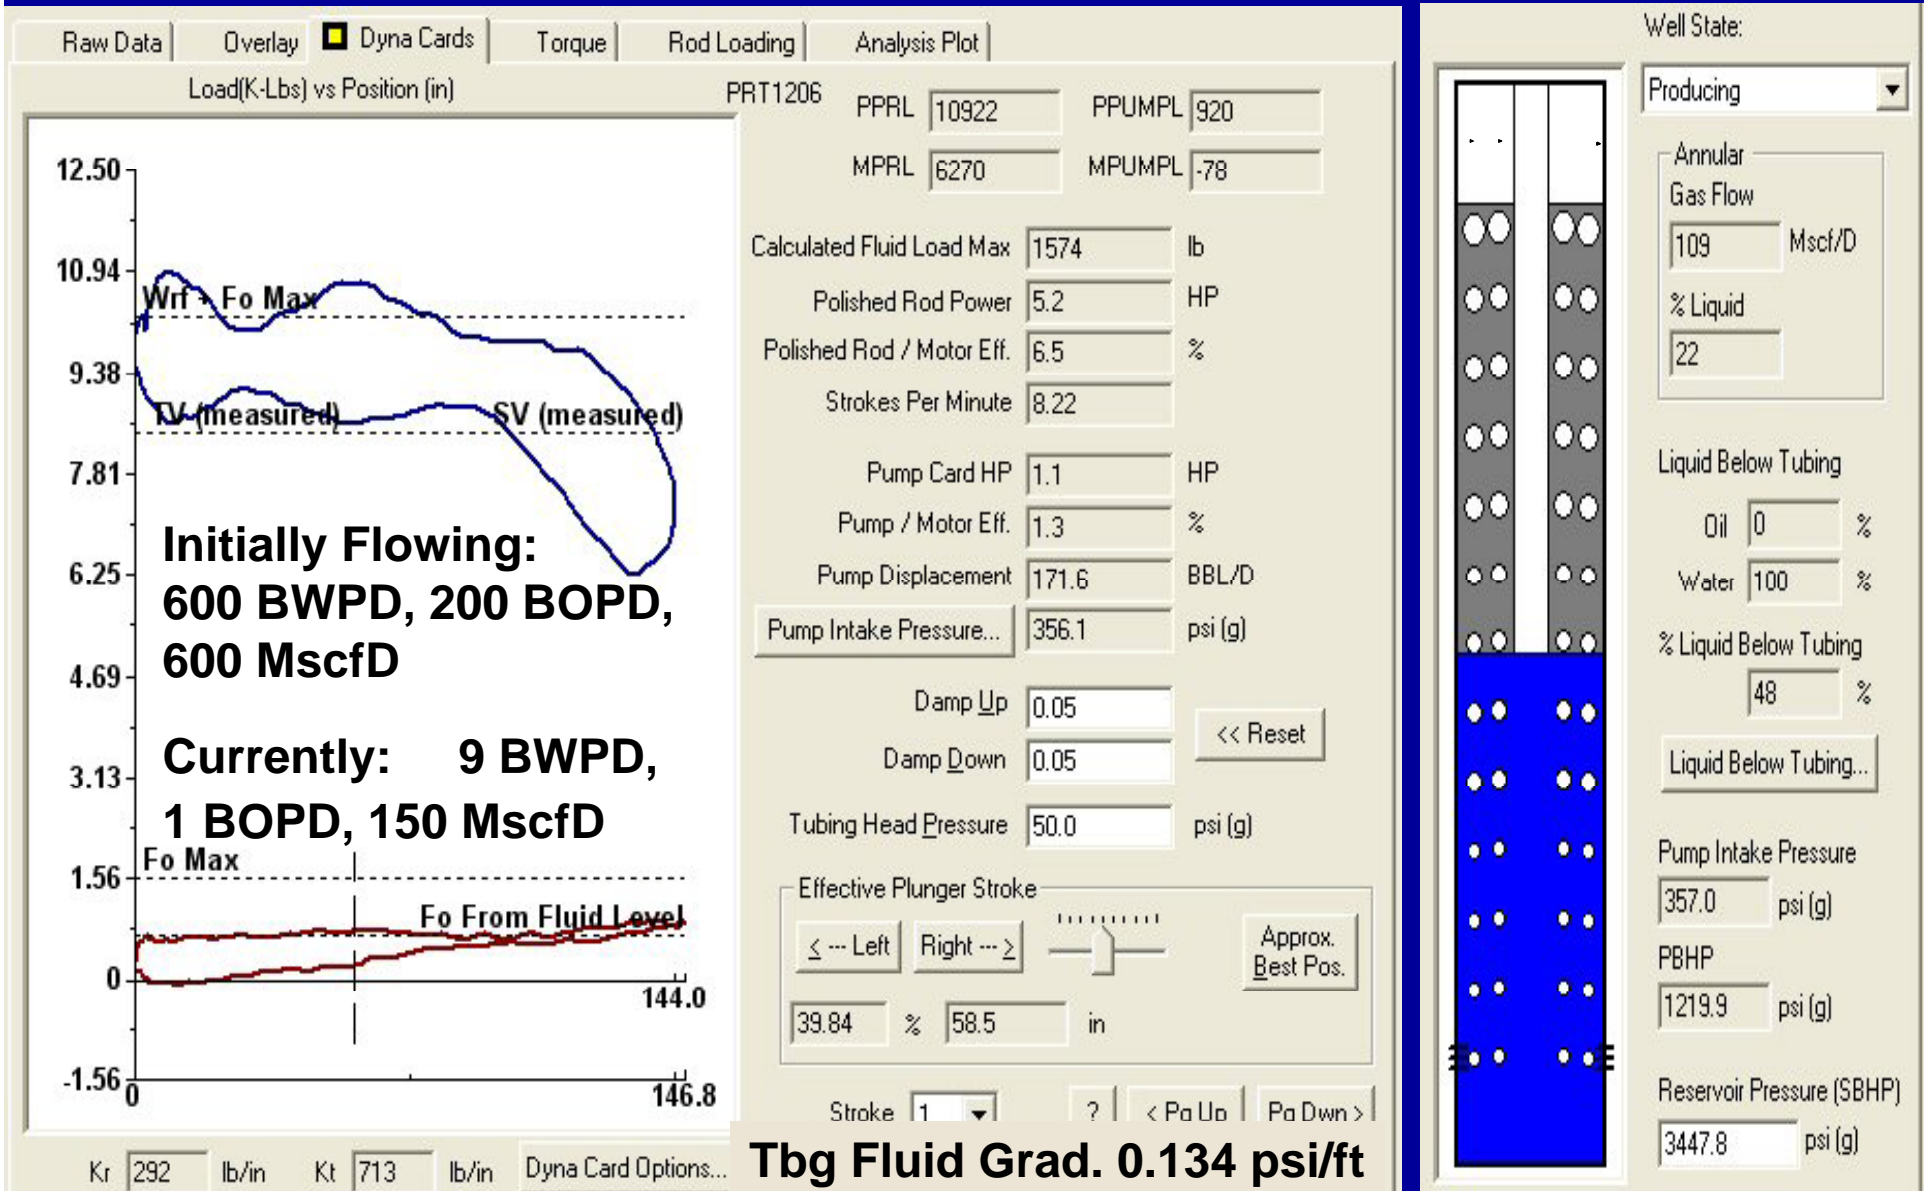 Raw Data Overlay Dyna Cards Torque Rod Loading Analysis Plot
Load(K-Lbs) vs Position (in)
12.50
10.94
9.38
7.81
6.25
4.69
3.13
1.56
0
-1.56
Wrf + Fo Max
TV (measured) SV (measured)
Initially Flowing:
600 BWPD, 200 BOPD,
600 MscfD
Currently: 9 BWPD,
1 BOPD, 150 MscfD
Fo Max
Fo From Fluid Level
144.0
0 146.8
Kr 292 lb/in Kt 713 lb/in Dyna Card Options...
PRT1206
PPRL 10922 PPUMPL 920
MPRL 6270 MPUMPL -78
Calculated Fluid Load Max 1574 lb
Polished Rod Power 5.2 HP
Polished Rod / Motor Eff. 6.5 %
Strokes Per Minute 8.22
Pump Card HP 1.1 HP
Pump / Motor Eff. 1.3 %
Pump Displacement 171.6 BBL/D
Pump Intake Pressure... 356.1 psi (g)
Damp Up 0.05
<< Reset
Damp Down 0.05
Tubing Head Pressure 50.0 psi (g)
Effective Plunger Stroke
< --- Left Right --- >
Approx.
Best Pos.
39.84 % 58.5 in
Stroke 1 ? < Pg Up Pg Dwn >
Tbg Fluid Grad. 0.134 psi/ft
Well State:
Producing
Annular
Gas Flow
109 Mscf/D
% Liquid
22
Liquid Below Tubing
Oil 0 %
Water 100 %
% Liquid Below Tubing
48 %
Liquid Below Tubing...
Pump Intake Pressure
357.0 psi (g)
PBHP
1219.9 psi (g)
Reservoir Pressure (SBHP)
3447.8 psi (g)